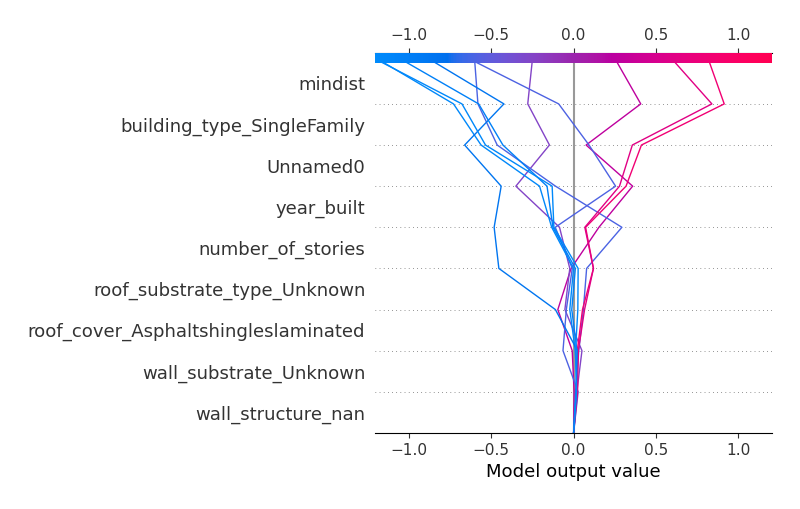 −1.0 −0.5 0.0 0.5 1.0
mindist
building_type_SingleFamily
Unnamed0
year_built
number_of_stories
roof_substrate_type_Unknown
roof_cover_Asphaltshingleslaminated
wall_substrate_Unknown
wall_structure_nan
−1.0 −0.5 0.0 0.5 1.0
Model output value